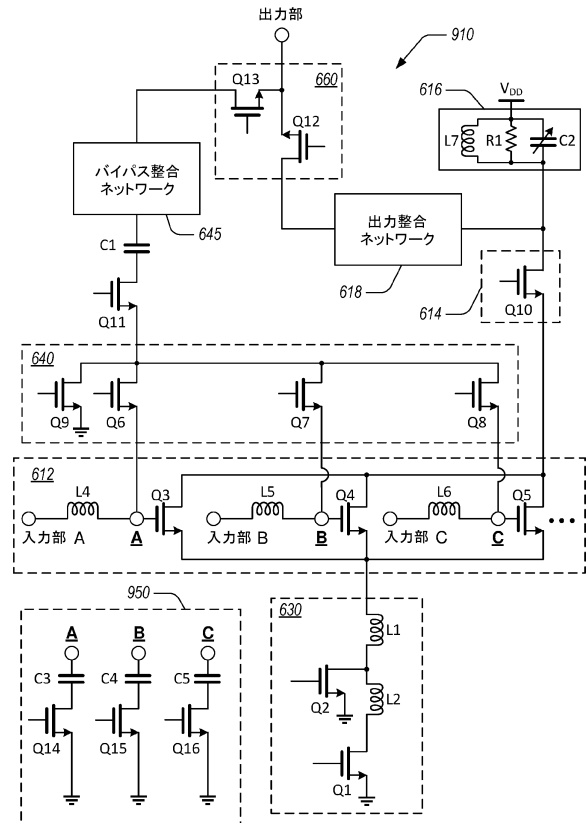 出力部
910
Q13
660
616
VDD
Q12
L7
R1
C2
バイパス整合
ネットワーク
645
出力整合
ネットワーク
618
C1
Q11
614
Q10
640
Q9
Q6
Q7
Q8
612
L4
Q3
L5
Q4
L6
Q5
入力部 A
A
入力部 B
B
入力部 C
C
950
630
A
B
C
L1
C3
C4
C5
Q2
L2
Q14
Q15
Q16
Q1